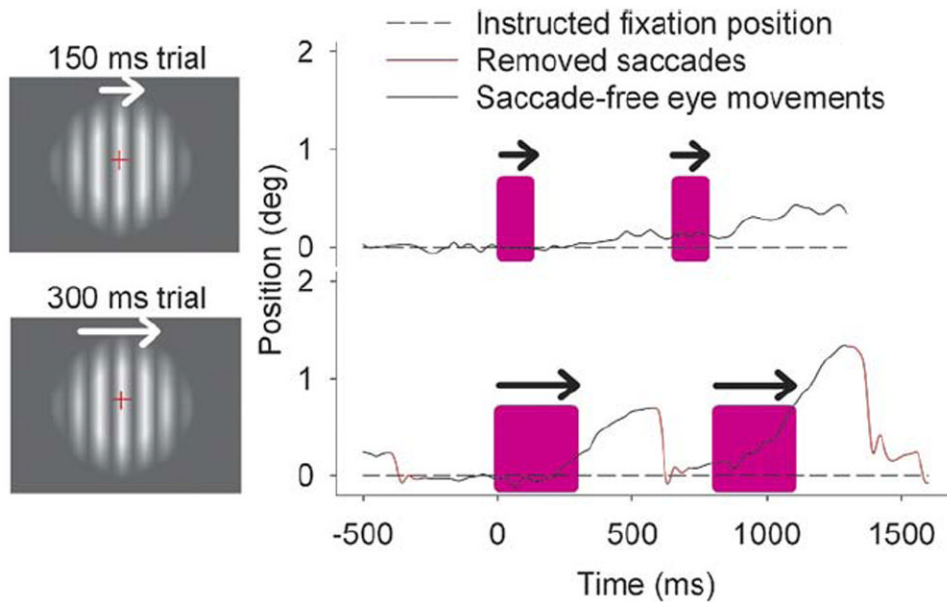 150 ms trial
300 ms trial
Instructed fixation position
Removed saccades
Saccade-free eye movements
Position (deg)
2
1
0
2
1
0
-500 0 500 1000 1500
Time (ms)